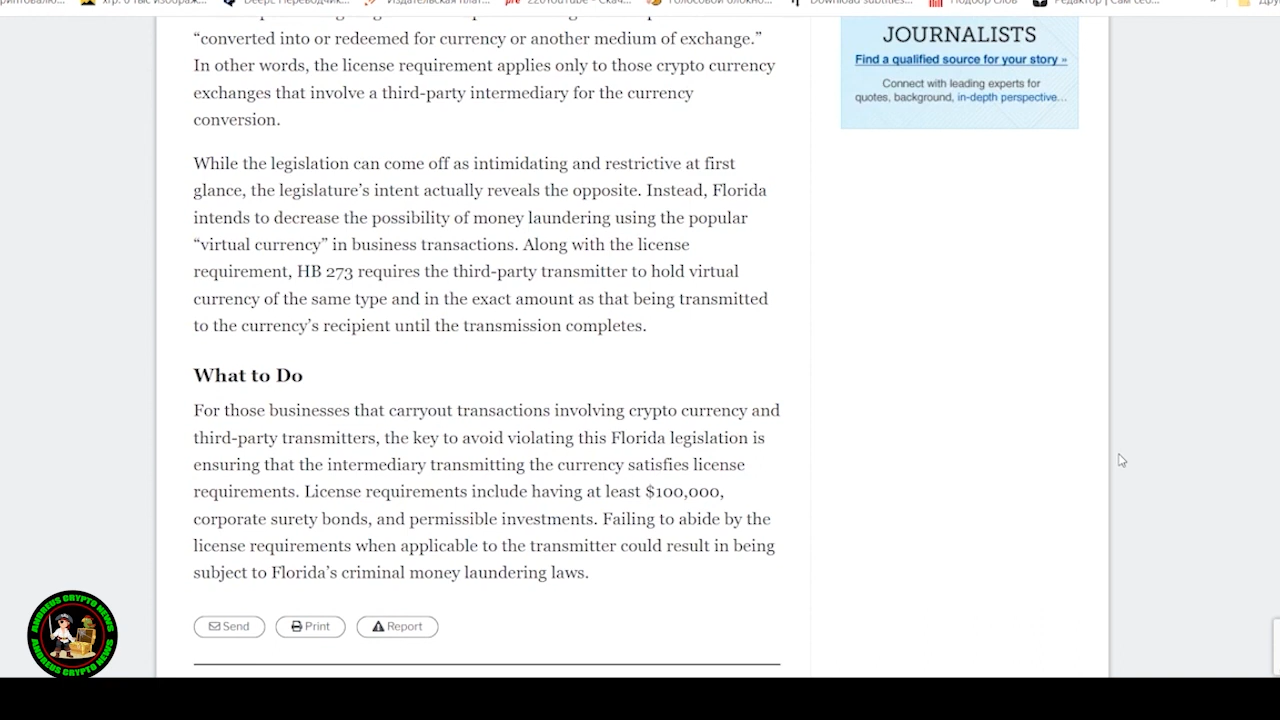 Download subtitles...
Подбор слов
“converted into or redeemed for currency or another medium of exchange.”
In other words, the license requirement applies only to those crypto currency
exchanges that involve a third-party intermediary for the currency
conversion.
While the legislation can come off as intimidating and restrictive at first
glance, the legislature’s intent actually reveals the opposite. Instead, Florida
intends to decrease the possibility of money laundering using the popular
“virtual currency” in business transactions. Along with the license
requirement, HB 273 requires the third-party transmitter to hold virtual
currency of the same type and in the exact amount as that being transmitted
to the currency’s recipient until the transmission completes.
What to Do
For those businesses that carryout transactions involving crypto currency and
third-party transmitters, the key to avoid violating this Florida legislation is
ensuring that the intermediary transmitting the currency satisfies license
requirements. License requirements include having at least $100,000,
corporate surety bonds, and permissible investments. Failing to abide by the
license requirements when applicable to the transmitter could result in being
subject to Florida’s criminal money laundering laws.
Send
Print
Report
JOURNALISTS
Find a qualified source for your story »
Connect with leading experts for
quotes, background, in-depth perspective...
ANDREUS CRYPTO NEWS
ANDREUS CRYPTO NEWS